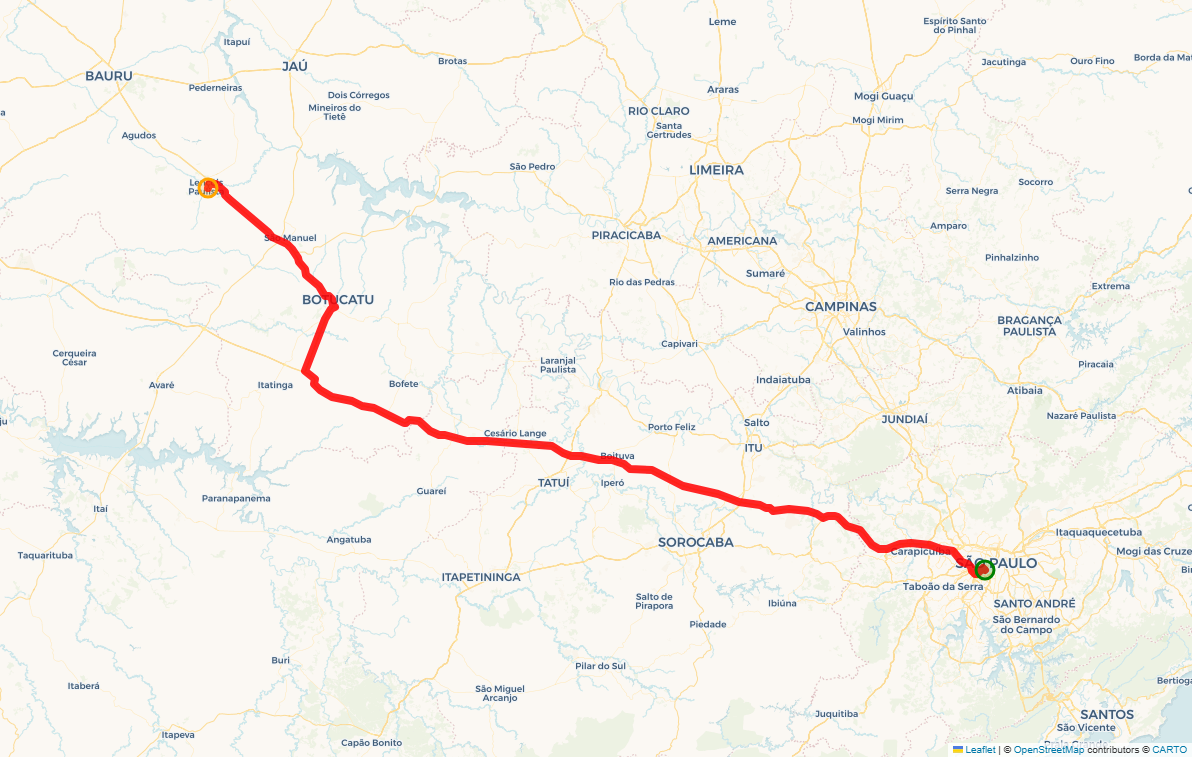 Leme
Espírito Santo
do Pinhal
Itapuí
JAÚ
Brotas
Jacutinga
Ouro Fino
Borda da Mat
BAURU
Pederneiras
Dois Córregos
Mineiros do
Tietê
Araras
Mogi Guaçu
RIO CLARO
Santa
Gertrudes
Mogi Mirim
Agudos
São Pedro
LIMEIRA
Socorro
Serra Negra
Amparo
São Manuel
PIRACICABA
AMERICANA
Pinhalzinho
Sumaré
Rio das Pedras
Extrema
BOTUCATU
CAMPINAS
Valinhos
BRAGANÇA
PAULISTA
Capivari
Cerqueira
César
Laranjal
Paulista
Piracaia
Avaré
Itatinga
Bofete
Indaiatuba
Atibaia
Nazaré Paulista
JUNDIAÍ
Salto
Porto Feliz
Cesário Lange
ITU
Boituva
TATUÍ
Iperó
Guareí
Paranapanema
Itaí
Angatuba
SOROCABA
Itaquaquecetuba
Taquarituba
Carapicuíba
Mogi das Cruze
SÃO PAULO
ITAPETININGA
Taboão da Serra
Salto de
Pirapora
Ibiúna
SANTO ANDRÉ
São Bernardo
do Campo
Piedade
Buri
Pilar do Sul
Itaberá
São Miguel
Arcanjo
Bertioga
Juquitiba
SANTOS
São Vicente
Itapeva
Capão Bonito
Leaflet | © OpenStreetMap contributors © CARTO